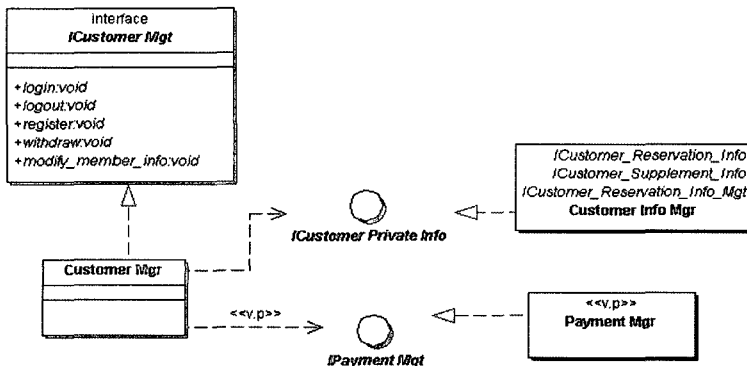 interface
ICustomer Mgt
+login:void
+logout:void
+register:void
+withdraw:void
+modify_member_info:void
ICustomer_Reservation_Info
ICustomer_Supplement_Info
ICustomer_Reservation_Info_Mgt
Customer Info Mgr
ICustomer Private Info
Customer Mgr
<<v.p>>
<<v.p>>
Payment Mgr
IPayment Mgt